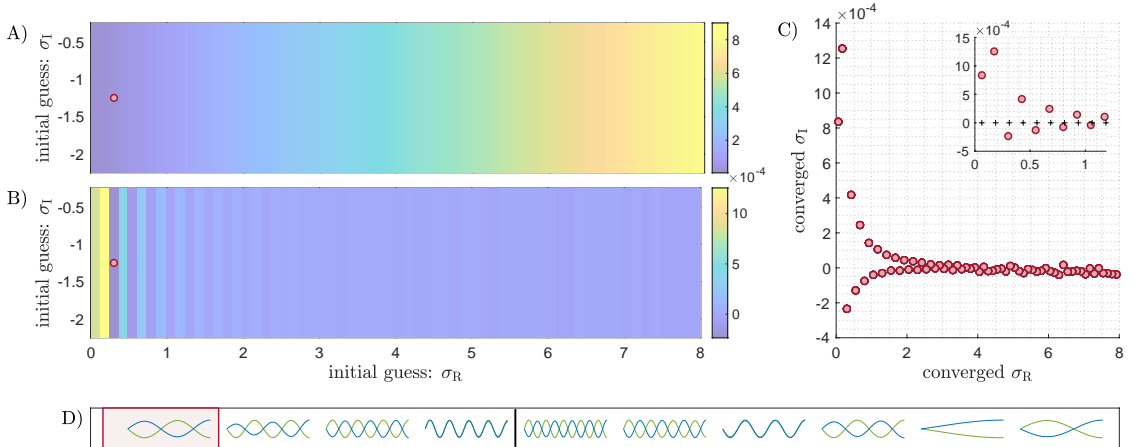 A)
initial guess: σI
-0.5
-1
-1.5
-2
8
6
4
2
×10-4
B)
initial guess: σI
-0.5
-1
-1.5
-2
10
5
0
0 1 2 3 4 5 6 7 8
initial guess: σR
C)
×10-4
converged σI
14
12
10
8
6
4
2
0
-2
-4
0 2 4 6 8
converged σR
×10-4
15
10
5
0
-5
0 0.5 1
D)